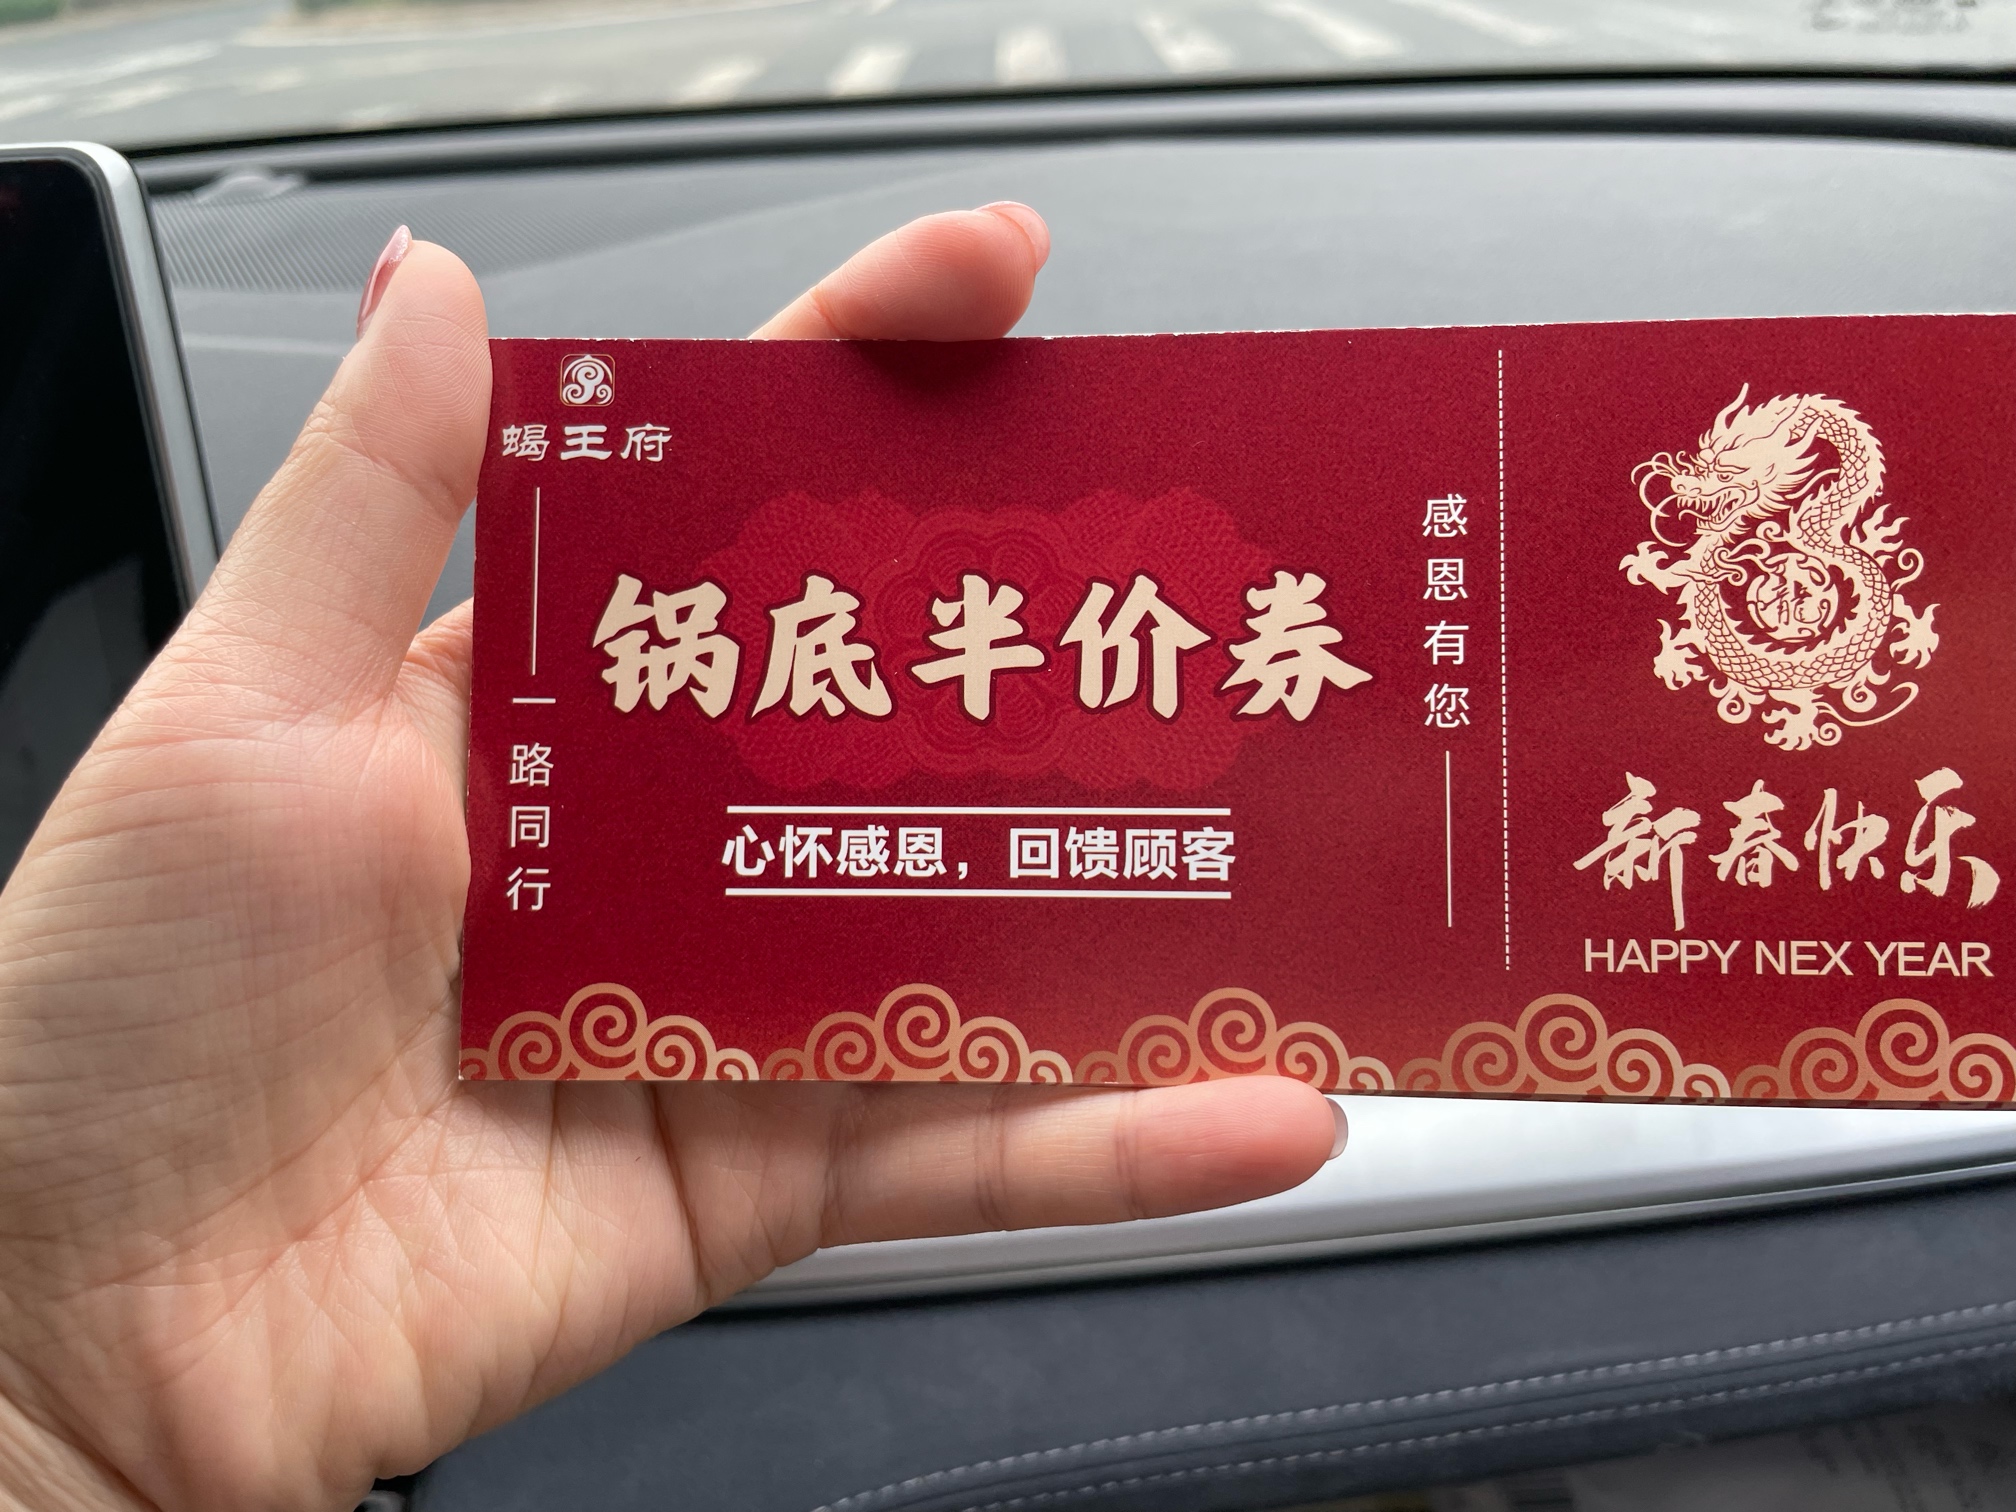 蝎王府
一路同行
锅底半价券
心怀感恩，回馈顾客
感恩有您
龍
新春快乐
HAPPY NEX YEAR